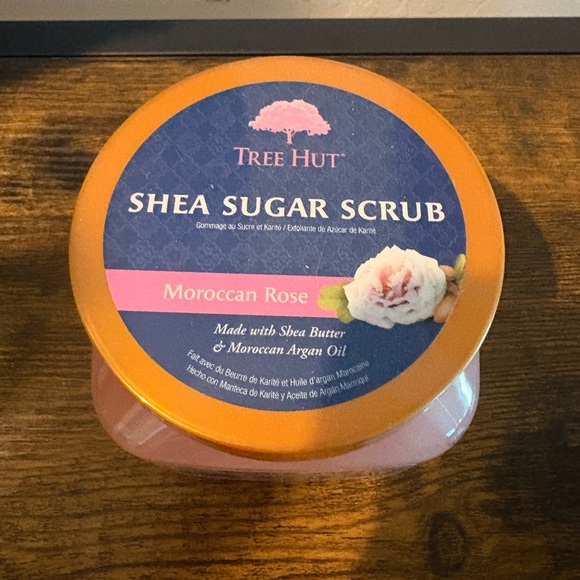 TREE HUT
SHEA SUGAR SCRUB
Gommage au Sucre et Karité / Exfoliante de Azúcar de Karité
Moroccan Rose
Made with Shea Butter
& Moroccan Argan Oil
Fait avec du Beurre de Karité et Huile d'argan Marocaine
Hecho con Manteca de Karité y Aceite de Argán Marroquí